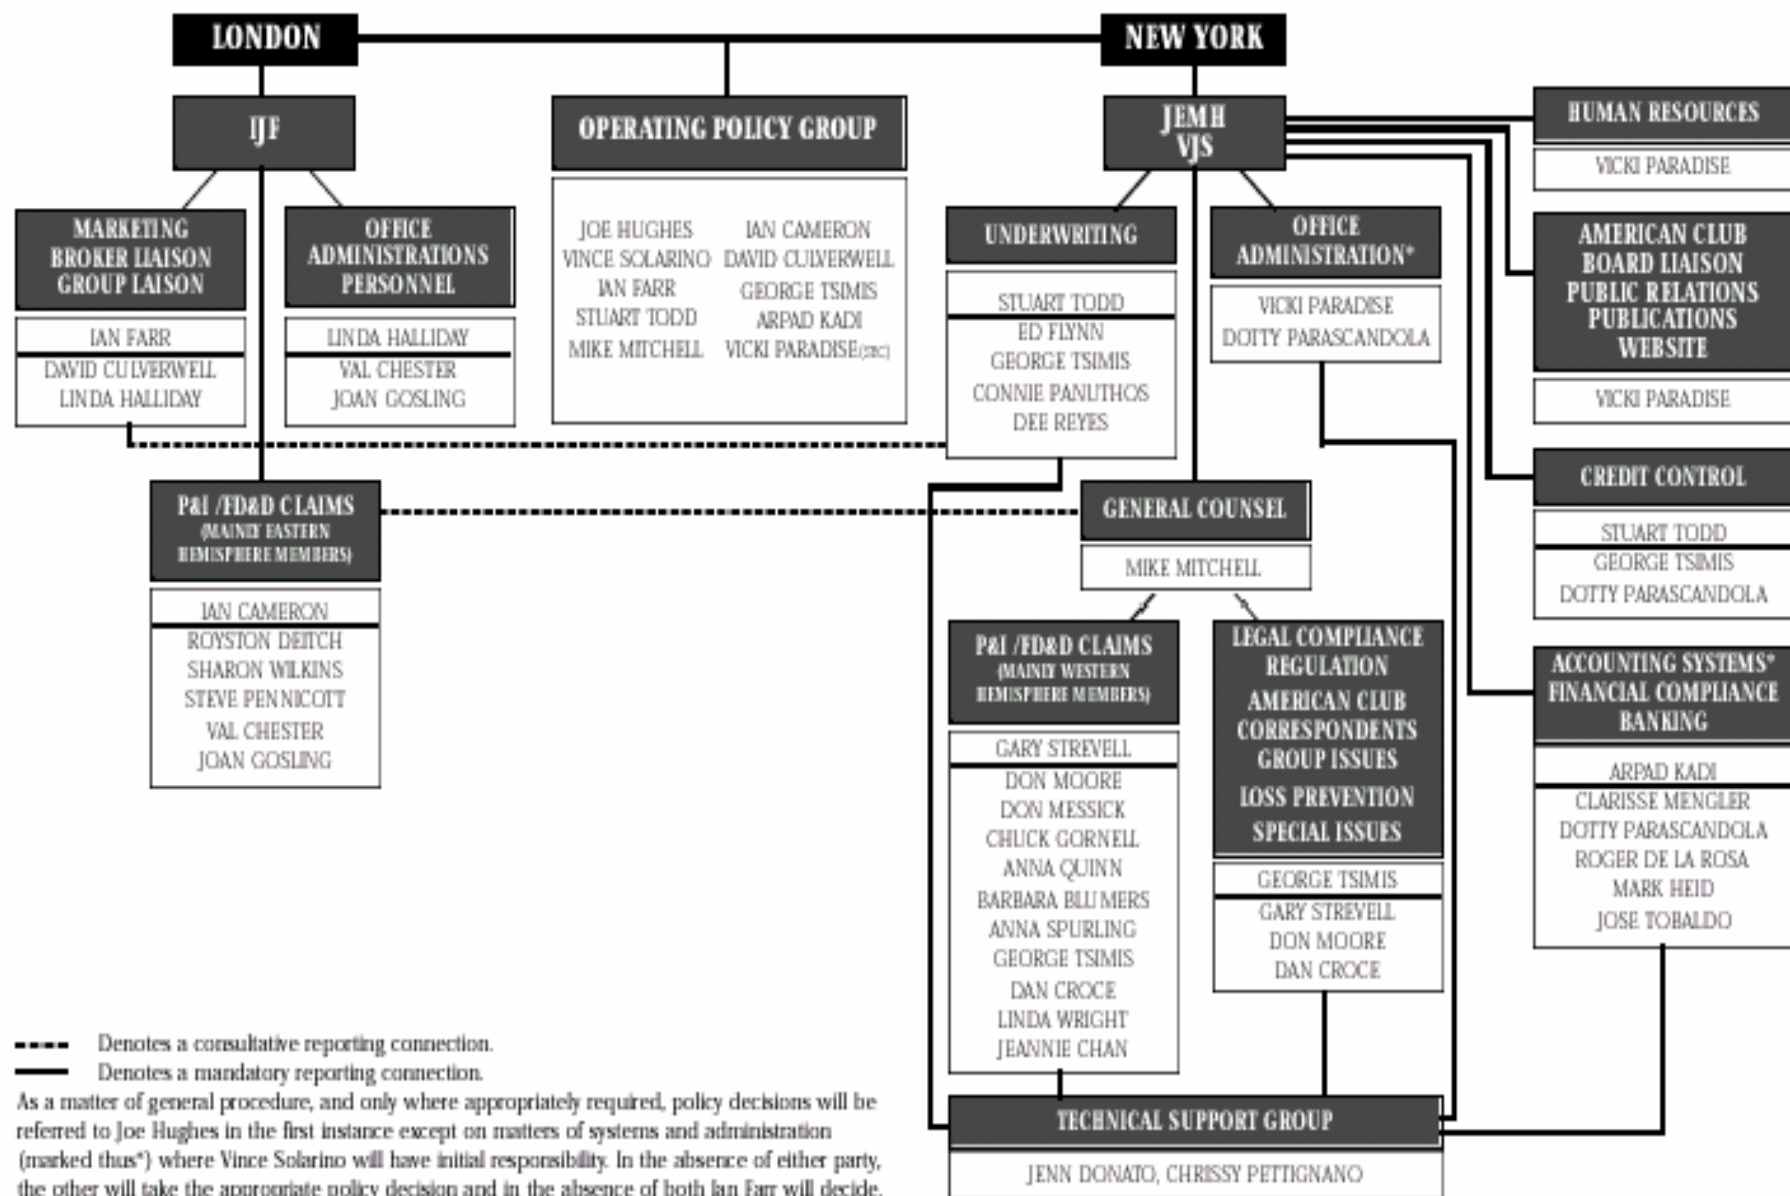 LONDON
NEW YORK
IJF
OPERATING POLICY GROUP
JOE HUGHES
VINCE SOLARINO
IAN FARR
STUART TODD
MIKE MITCHELL
IAN CAMERON
DAVID CULVERWELL
GEORGE TSIMIS
ARPAD KADI
VICKI PARADISE(SEC)
JEMH
VJS
HUMAN RESOURCES
VICKI PARADISE
MARKETING
BROKER LIAISON
GROUP LAISON
IAN FARR
DAVID CULVERWELL
LINDA HALLIDAY
OFFICE
ADMINISTRATIONS
PERSONNEL
LINDA HALLIDAY
VAL CHESTER
JOAN GOSLING
UNDERWRITING
STUART TODD
ED FLYNN
GEORGE TSIMIS
CONNIE PANUTHOS
DEE REYES
OFFICE
ADMINISTRATION*
VICKI PARADISE
DOTTY PARASCANDOLA
AMERICAN CLUB
BOARD LIAISON
PUBLIC RELATIONS
PUBLICATIONS
WEBSITE
VICKI PARADISE
CREDIT CONTROL
STUART TODD
GEORGE TSIMIS
DOTTY PARASCANDOLA
P&I /FD&D CLAIMS
(MAINLY EASTERN
HEMISPHERE MEMBERS)
IAN CAMERON
ROYSTON DEITCH
SHARON WILKINS
STEVE PENNICOTT
VAL CHESTER
JOAN GOSLING
GENERAL COUNSEL
MIKE MITCHELL
P&I /FD&D CLAIMS
(MAINLY WESTERN
HEMISPHERE MEMBERS)
GARY STREVELL
DON MOORE
DON MESSICK
CHUCK GORNELL
ANNA QUINN
BARBARA BLUMERS
ANNA SPURLING
GEORGE TSIMIS
DAN CROCE
LINDA WRIGHT
JEANNIE CHAN
LEGAL COMPLIANCE
REGULATION
AMERICAN CLUB
CORRESPONDENTS
GROUP ISSUES
LOSS PREVENTION
SPECIAL ISSUES
GEORGE TSIMIS
GARY STREVELL
DON MOORE
DAN CROCE
ACCOUNTING SYSTEMS*
FINANCIAL COMPLIANCE
BANKING
ARPAD KADI
CLARISSE MENGLER
DOTTY PARASCANDOLA
ROGER DE LA ROSA
MARK HEID
JOSE TOBALDO
TECHNICAL SUPPORT GROUP
JENN DONATO, CHRISSY PETTIGNANO
Denotes a consultative reporting connection.
Denotes a mandatory reporting connection.
As a matter of general procedure, and only where appropriately required, policy decisions will be
referred to Joe Hughes in the first instance except on matters of systems and administration
(marked thus*) where Vince Solarino will have initial responsibility. In the absence of either party,
the other will take the appropriate policy decision and in the absence of both Ian Farr will decide.